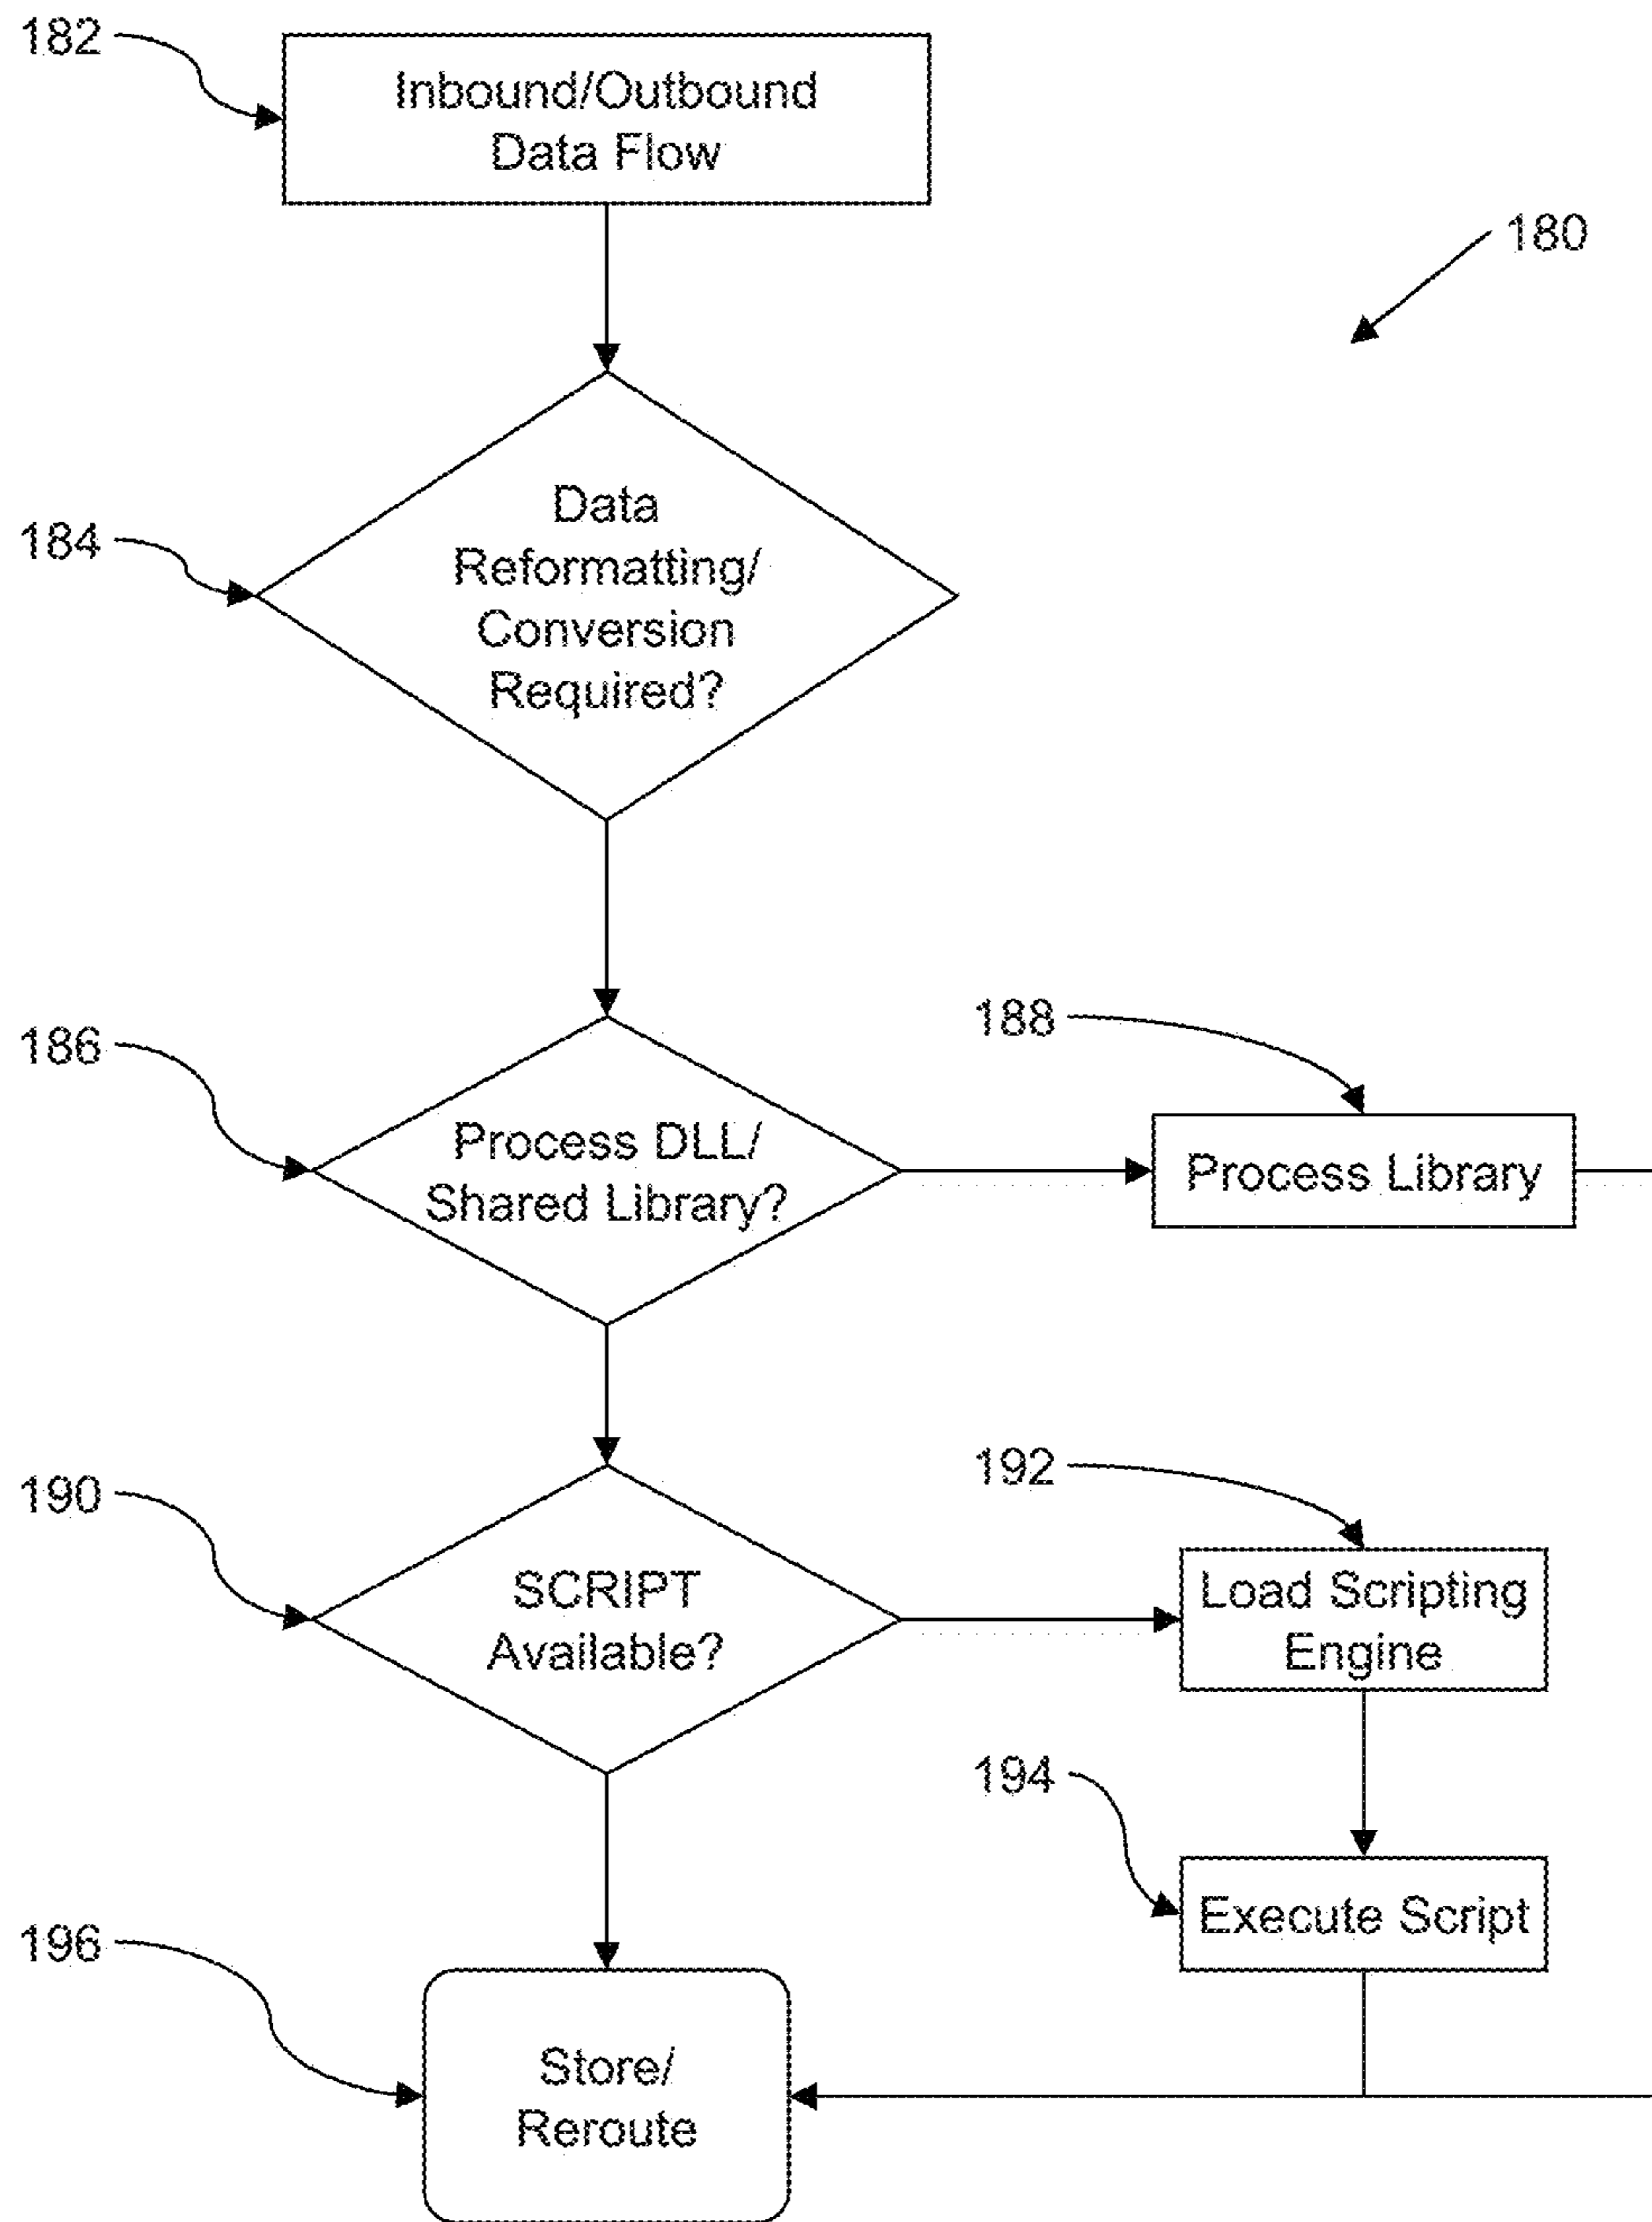 182
Inbound/Outbound
Data Flow
180
184
Data
Reformatting/
Conversion
Required?
186
Process DLL/
Shared Library?
188
Process Library
190
SCRIPT
Available?
192
Load Scripting
Engine
194
Execute Script
196
Store/
Reroute